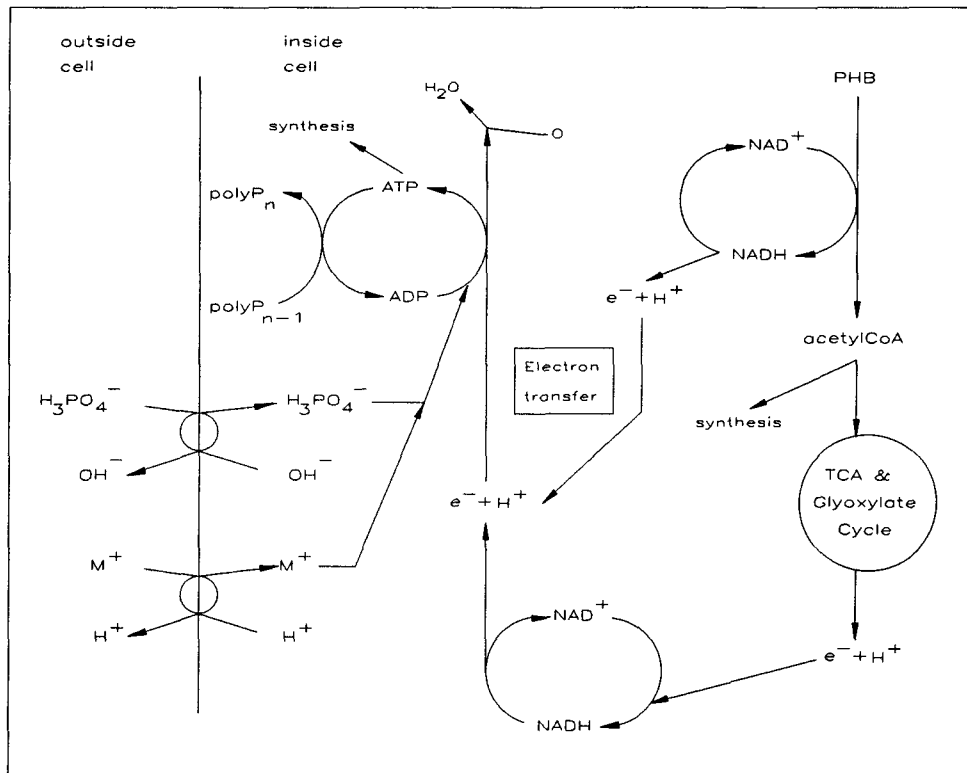 outside
cell
inside
cell
PHB
H₂O
O
synthesis
NAD⁺
ATP
polyPₙ
NADH
ADP
polyPₙ₋₁
e⁻ + H⁺
acetylCoA
Electron
transfer
H₃PO₄⁻
H₃PO₄⁻
synthesis
OH⁻
OH⁻
TCA &
Glyoxylate
Cycle
e⁻ + H⁺
M⁺
M⁺
NAD⁺
H⁺
H⁺
e⁻ + H⁺
NADH